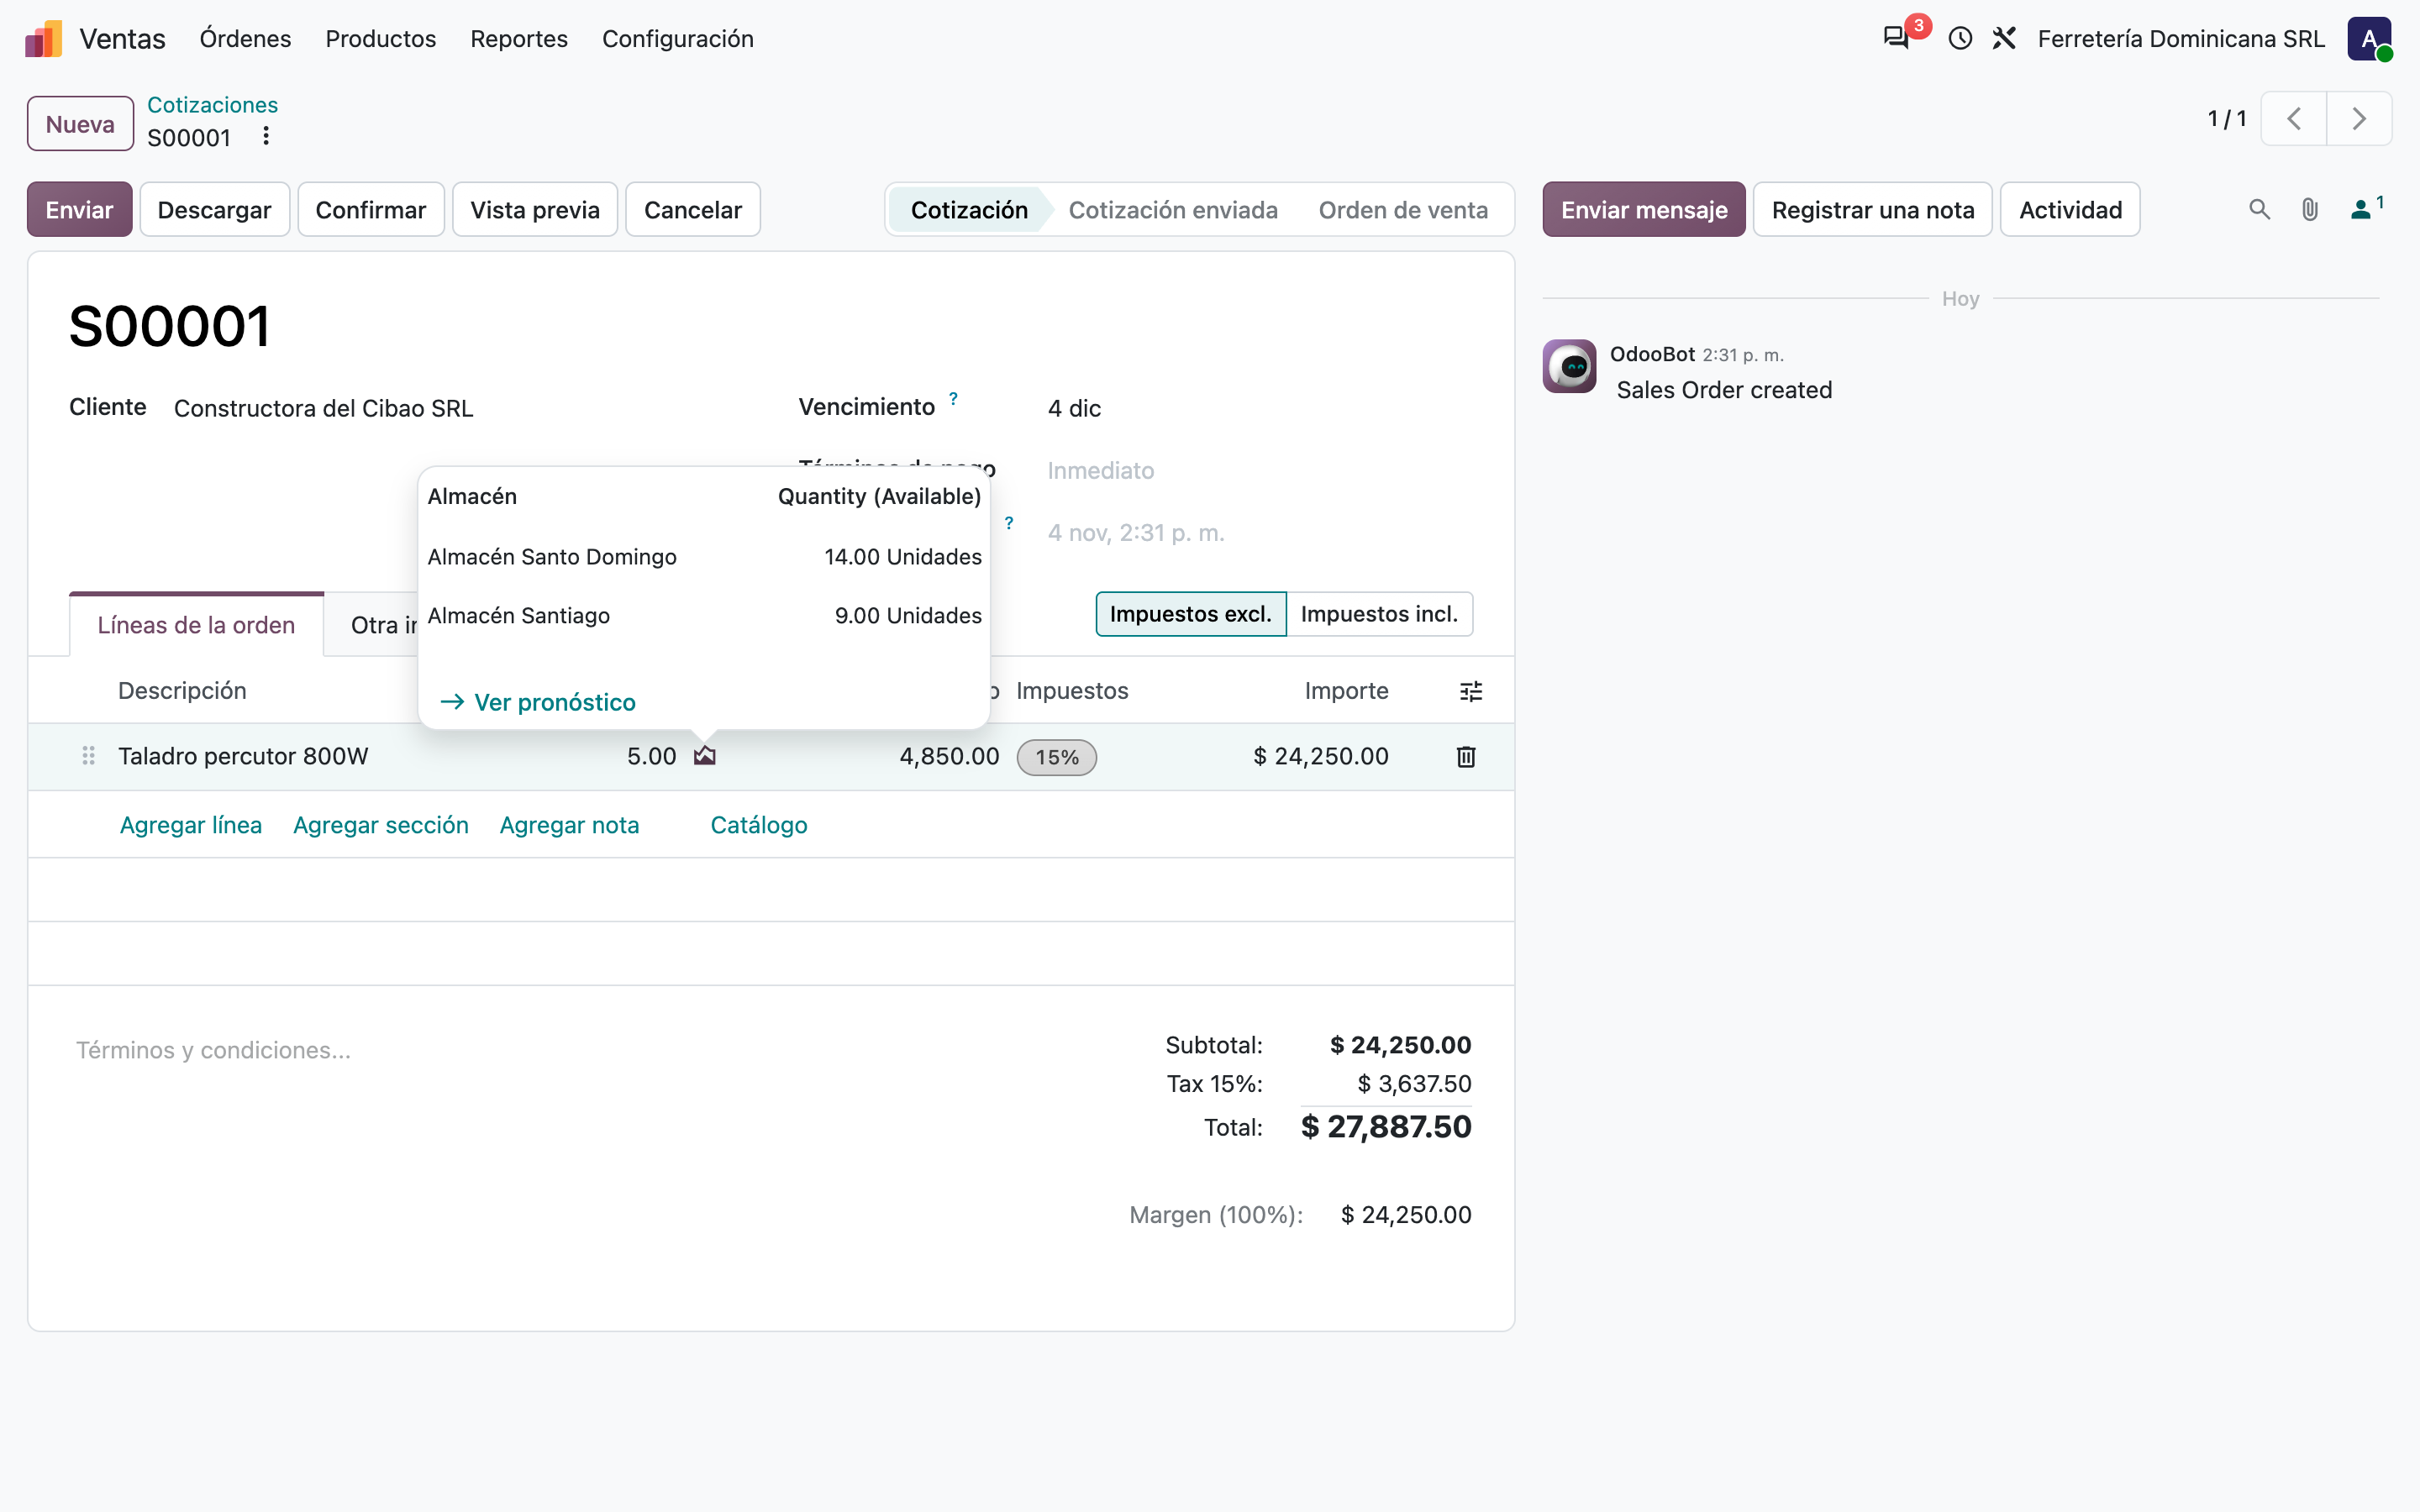 Ventas Órdenes Productos Reportes Configuración 3 Ferretería Dominicana SRL A
Nueva Cotizaciones
S00001 1 / 1
Enviar Descargar Confirmar Vista previa Cancelar Cotización Cotización enviada Orden de venta Enviar mensaje Registrar una nota Actividad 1
S00001
Hoy
OdooBot 2:31 p. m.
Sales Order created
Cliente Constructora del Cibao SRL Vencimiento ? 4 dic
Inmediato
Almacén Quantity (Available)
? 4 nov, 2:31 p. m.
Almacén Santo Domingo 14.00 Unidades
Almacén Santiago 9.00 Unidades
Líneas de la orden Otra Impuestos excl. Impuestos incl.
Descripción Impuestos Importe
Ver pronóstico
Taladro percutor 800W 5.00 4,850.00 15% $ 24,250.00
Agregar línea Agregar sección Agregar nota Catálogo
Términos y condiciones...
Subtotal: $ 24,250.00
Tax 15%: $ 3,637.50
Total: $ 27,887.50
Margen (100%): $ 24,250.00